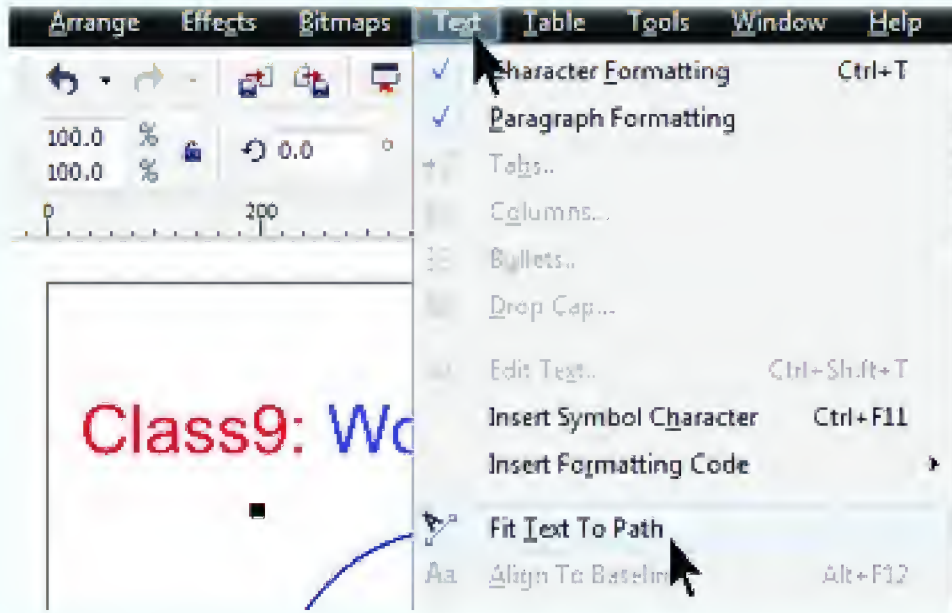 Arrange Effects Bitmaps Text Table Tools Window Help
Character Formatting Ctrl+T
100.0 % 0.0 °
Paragraph Formatting
100.0 %
Tabs...
0 200
Columns...
Bullets...
Drop Cap...
Edit Text... Ctrl+Shift+T
Class9: Wo
Insert Symbol Character Ctrl+F11
Insert Formatting Code
Fit Text To Path
Aa Align To Baseline Alt+F12